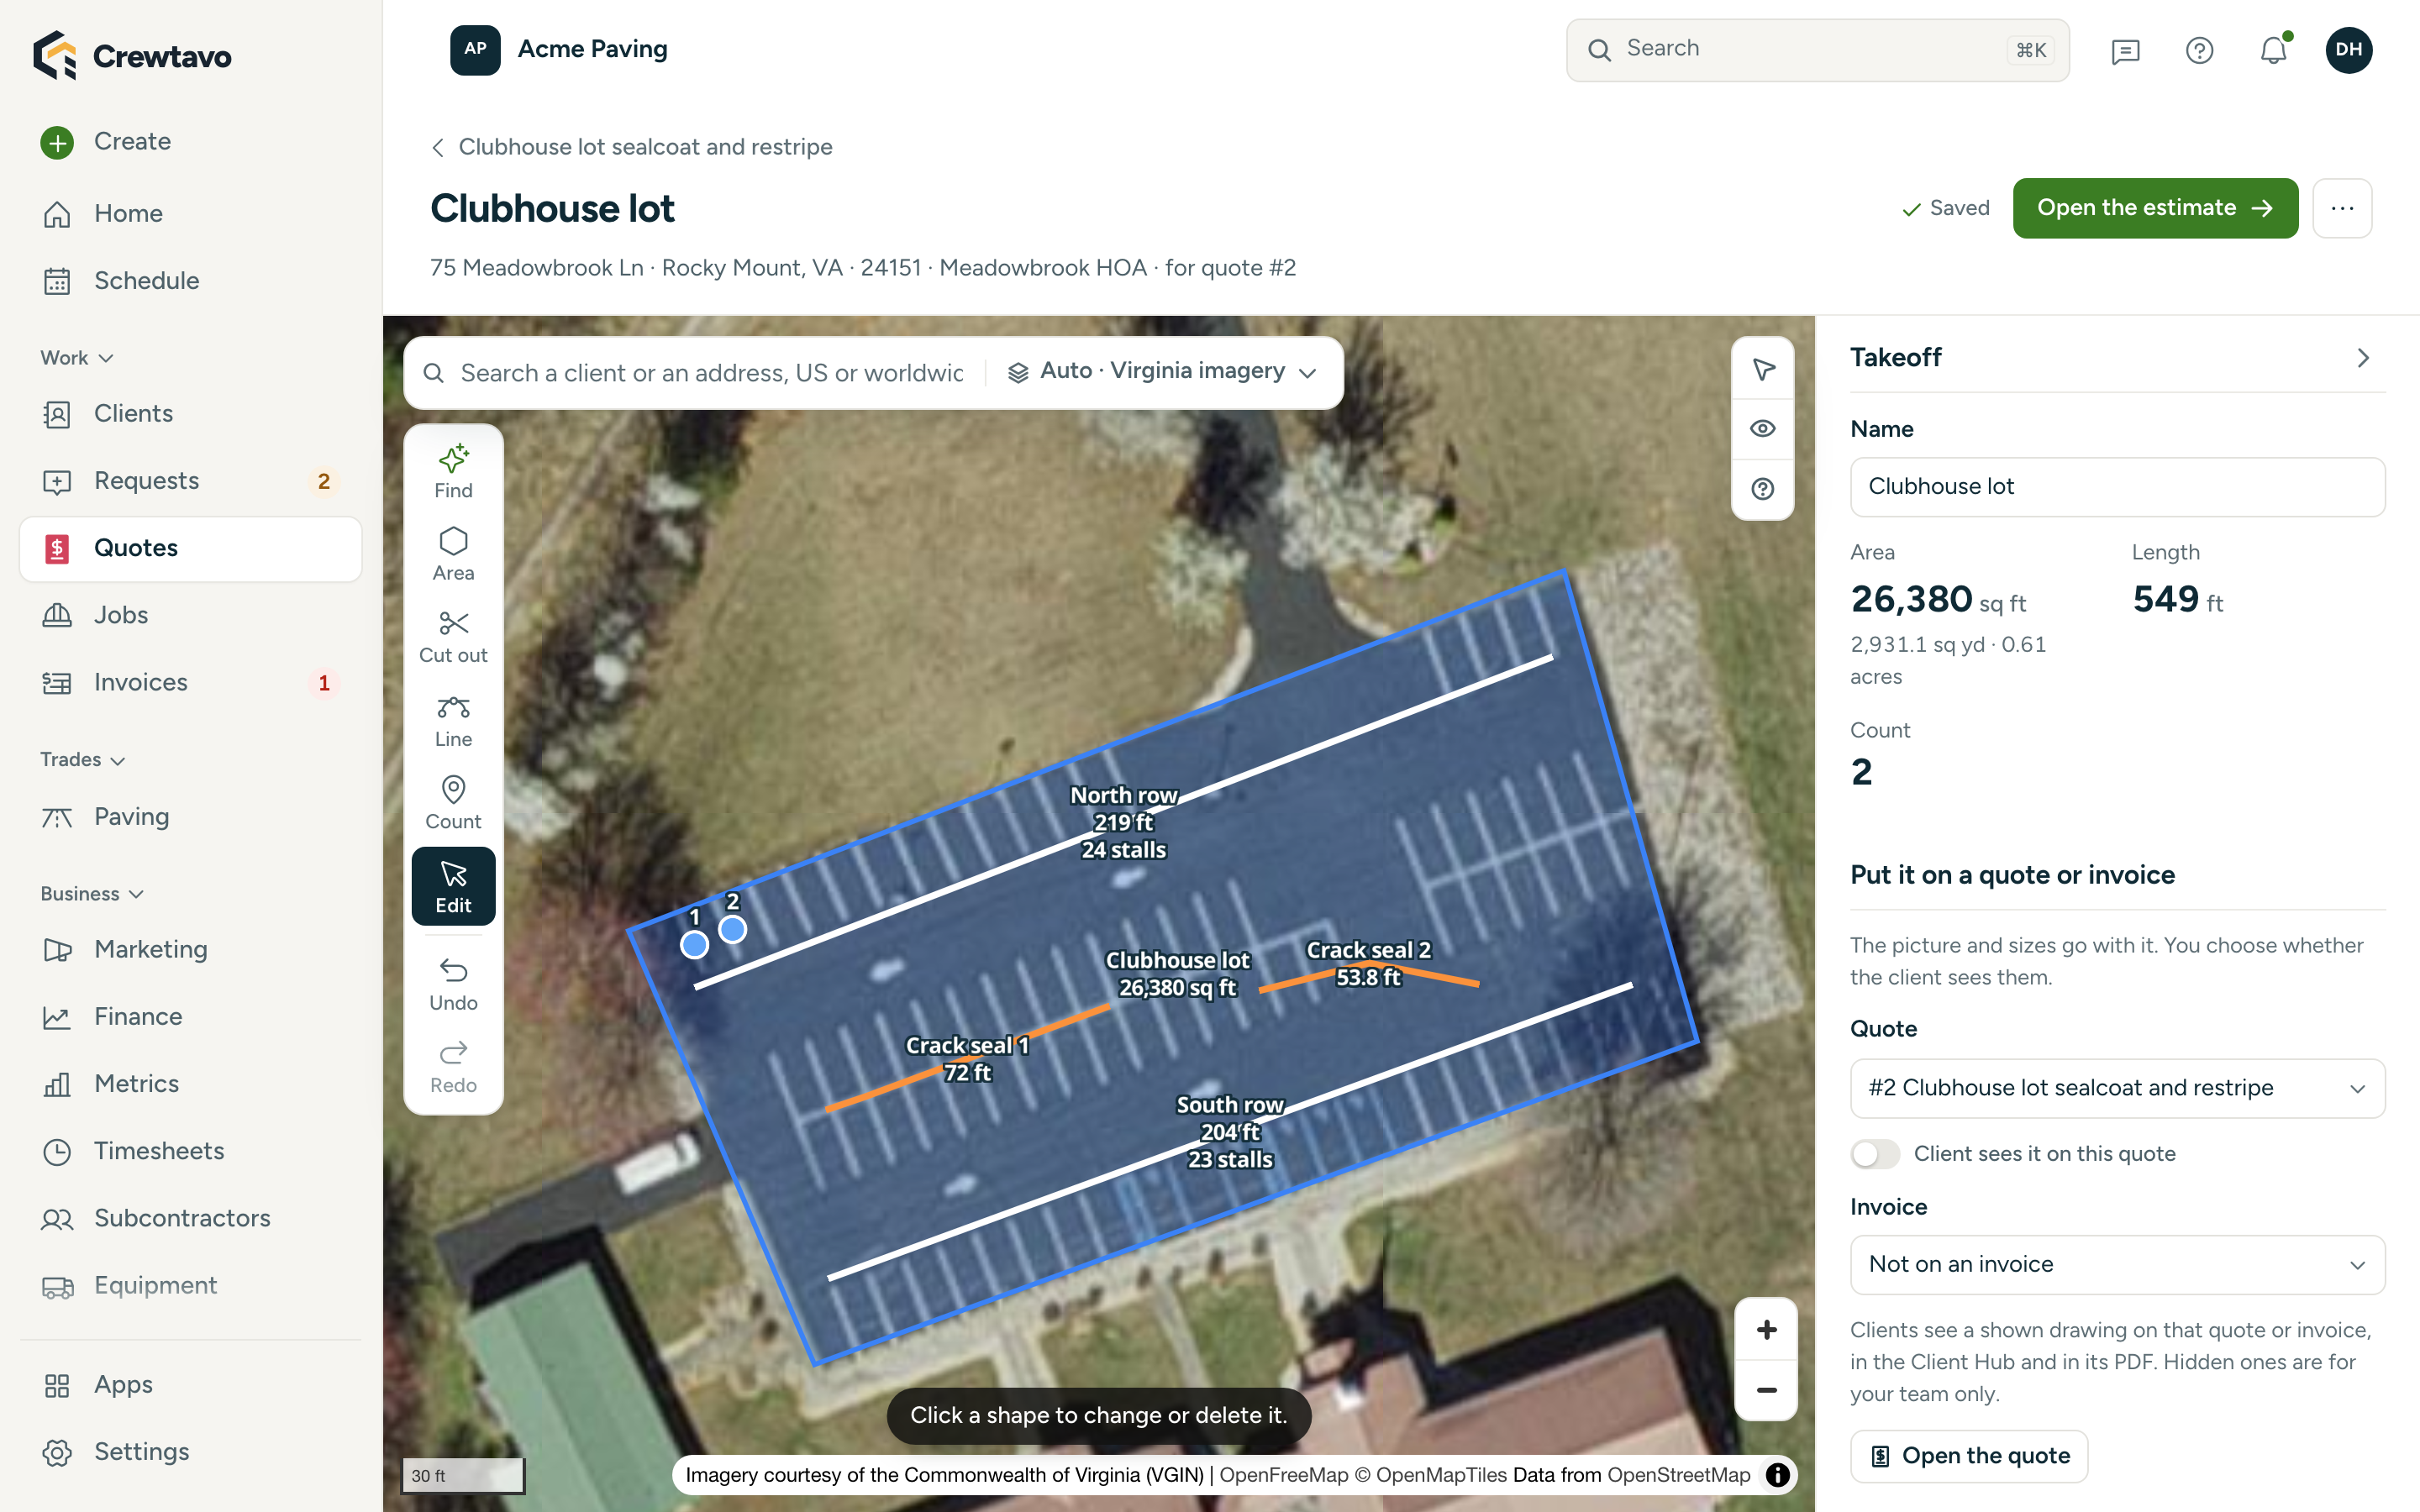 Crewtavo
AP
Acme Paving
Search
⌘K
DH
Create
Home
Schedule
Work
Clients
Requests
2
Quotes
Jobs
Invoices
1
Trades
Paving
Business
Marketing
Finance
Metrics
Timesheets
Subcontractors
Equipment
Apps
Settings
Clubhouse lot sealcoat and restripe
Clubhouse lot
Saved
Open the estimate
75 Meadowbrook Ln · Rocky Mount, VA · 24151 · Meadowbrook HOA · for quote #2
Search a client or an address, US or worldwic
Auto · Virginia imagery
Find
Area
Cut out
Line
Count
Edit
Undo
Redo
North row
219 ft
24 stalls
1
2
Clubhouse lot
26,380 sq ft
Crack seal 2
53.8 ft
Crack seal 1
72 ft
South row
204 ft
23 stalls
Click a shape to change or delete it.
30 ft
Imagery courtesy of the Commonwealth of Virginia (VGIN) | OpenFreeMap © OpenMapTiles Data from OpenStreetMap
Takeoff
Name
Clubhouse lot
Area
Length
26,380 sq ft
549 ft
2,931.1 sq yd · 0.61
acres
Count
2
Put it on a quote or invoice
The picture and sizes go with it. You choose whether
the client sees them.
Quote
#2 Clubhouse lot sealcoat and restripe
Client sees it on this quote
Invoice
Not on an invoice
Clients see a shown drawing on that quote or invoice,
in the Client Hub and in its PDF. Hidden ones are for
your team only.
Open the quote